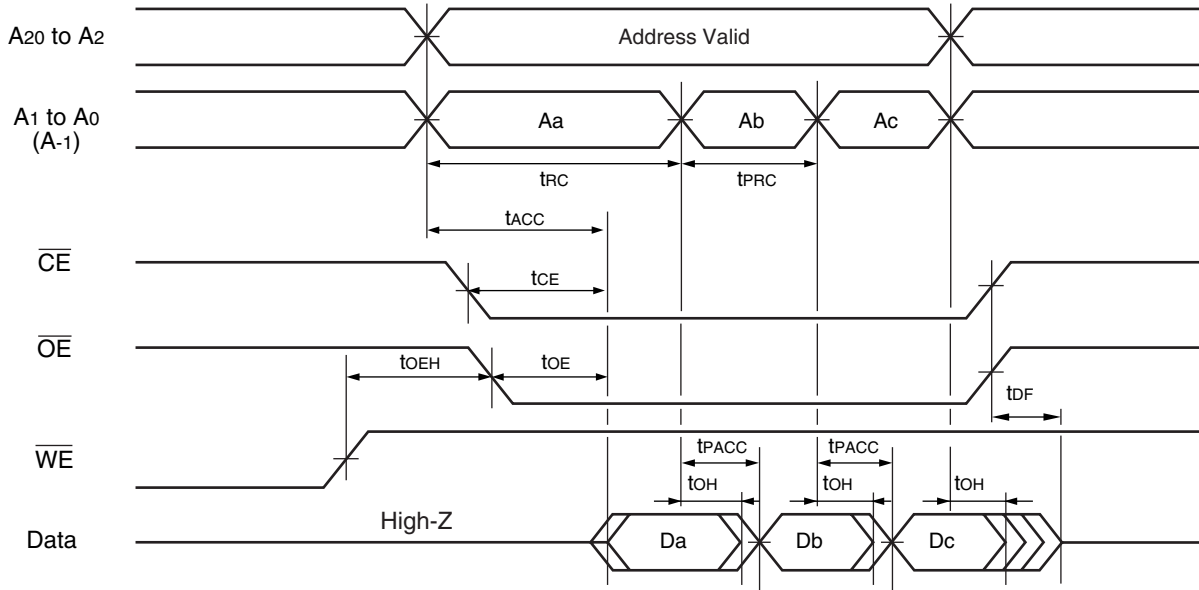 A20 to A2
Address Valid
A1 to A0
(A-1)
Aa
Ab
Ac
tRC
tPRC
tACC
CE
tCE
OE
tOEH
tOE
tDF
WE
tPACC
tPACC
tOH
tOH
tOH
Data
High-Z
Da
Db
Dc